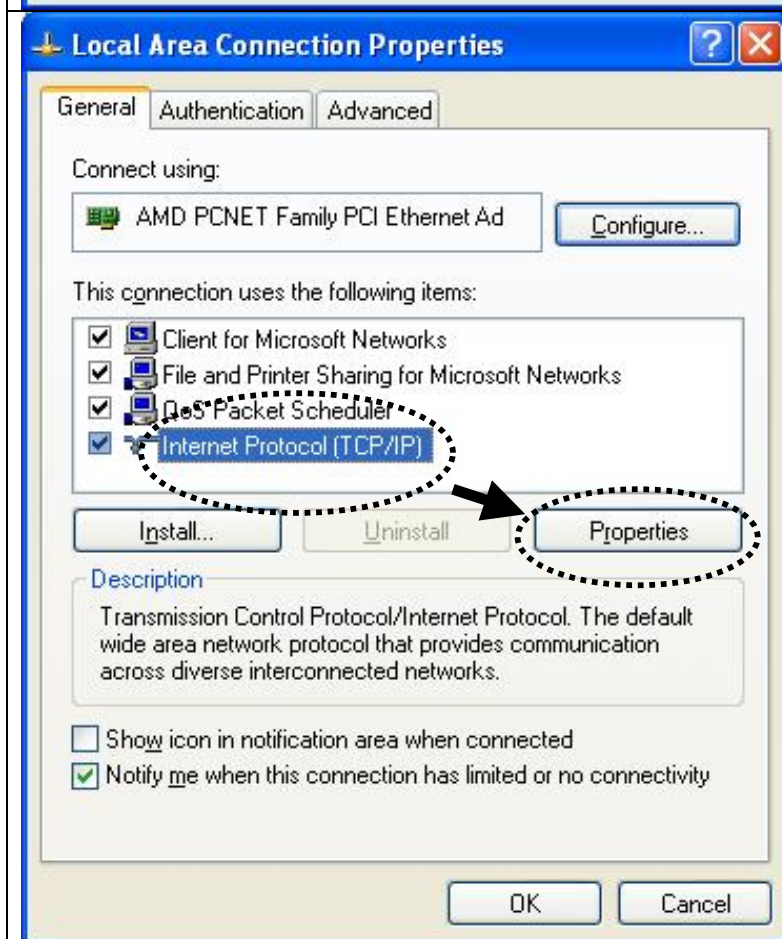 Local Area Connection Properties
General Authentication Advanced
Connect using:
AMD PCNET Family PCI Ethernet Ad Configure...
This connection uses the following items:
Client for Microsoft Networks
File and Printer Sharing for Microsoft Networks
QoS Packet Scheduler
Internet Protocol (TCP/IP)
Install... Uninstall Properties
Description
Transmission Control Protocol/Internet Protocol. The default
wide area network protocol that provides communication
across diverse interconnected networks.
Show icon in notification area when connected
Notify me when this connection has limited or no connectivity
OK Cancel